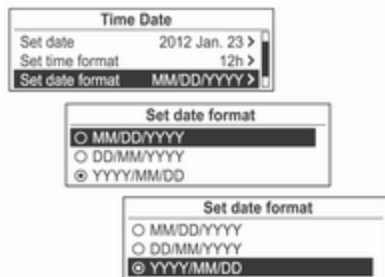 Time Date
Set date 2012 Jan. 23 >
Set time format 12h >
Set date format MM/DD/YYYY >
Set date format
MM/DD/YYYY
DD/MM/YYYY
YYYY/MM/DD
Set date format
MM/DD/YYYY
DD/MM/YYYY
YYYY/MM/DD